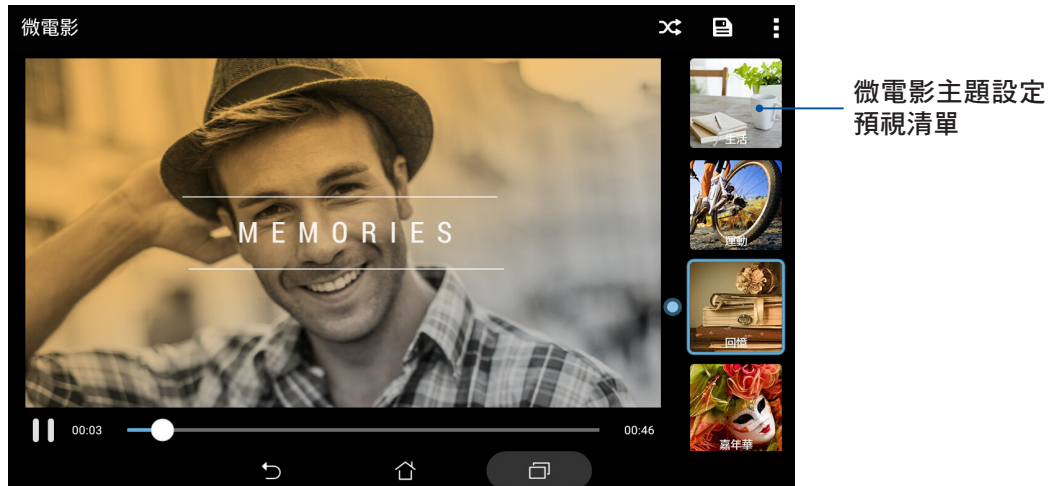 微電影
MEMORIES
00:03
00:46
生活
運動
回憶
嘉年華
微電影主題設定
預視清單